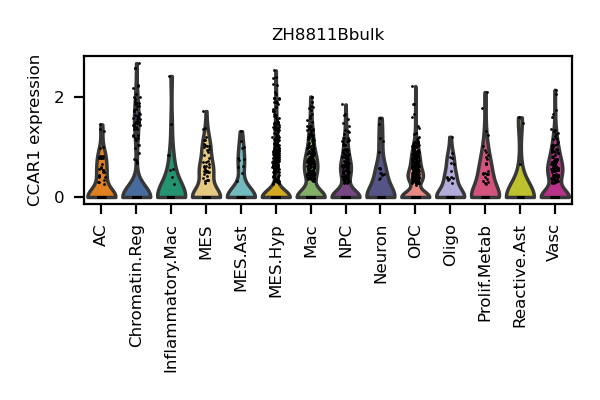 ZH8811Bbulk
CCAR1 expression
2
0
AC
Chromatin.Reg
Inflammatory.Mac
MES
MES.Ast
MES.Hyp
Mac
NPC
Neuron
OPC
Oligo
Prolif.Metab
Reactive.Ast
Vasc